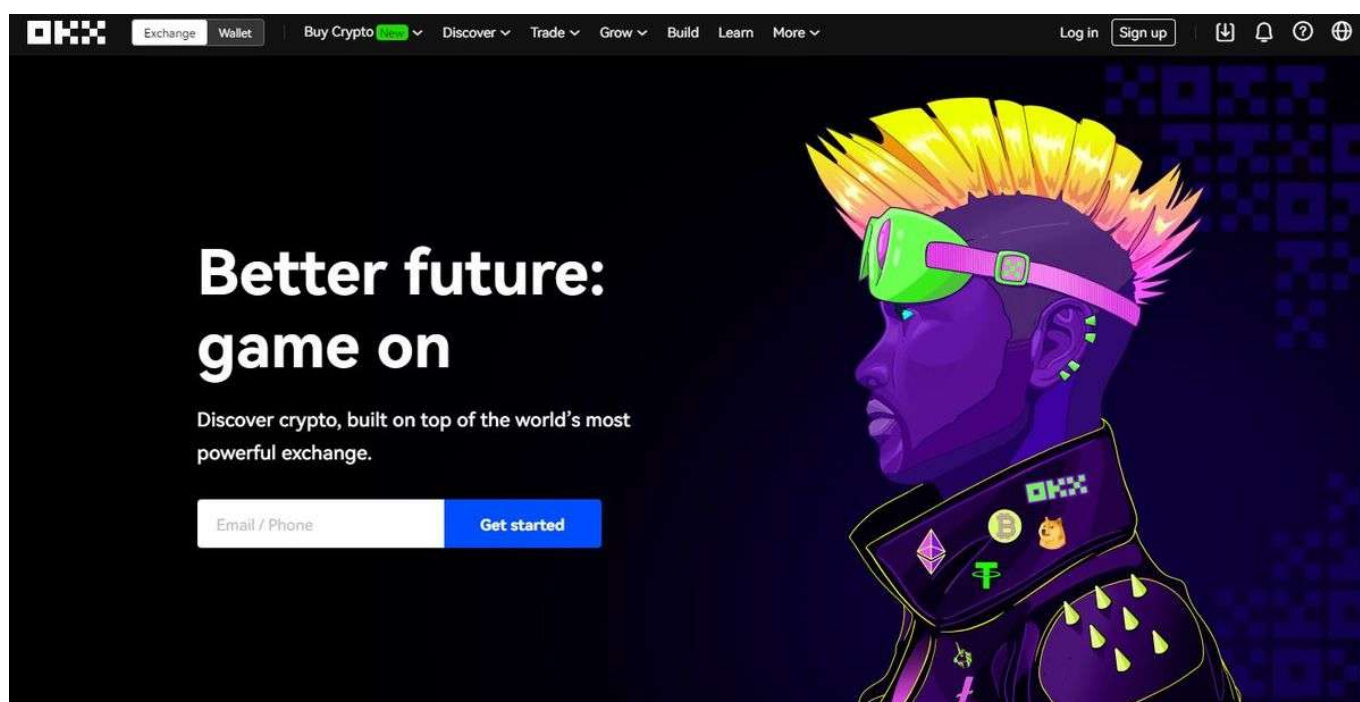 OKX
Exchange Wallet Buy Crypto New Discover Trade Grow Build Learn More Log in Sign up
Better future:
game on
Discover crypto, built on top of the world’s most
powerful exchange.
Email / Phone Get started
OKX